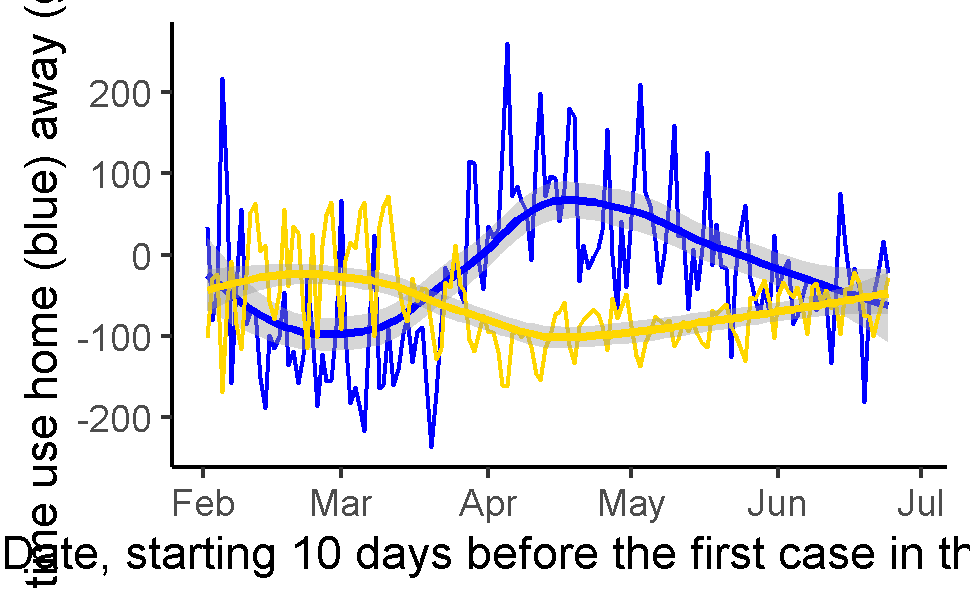 time use home (blue) away (
200
100
0
-100
-200
Feb Mar Apr May Jun Jul
Date, starting 10 days before the first case in th